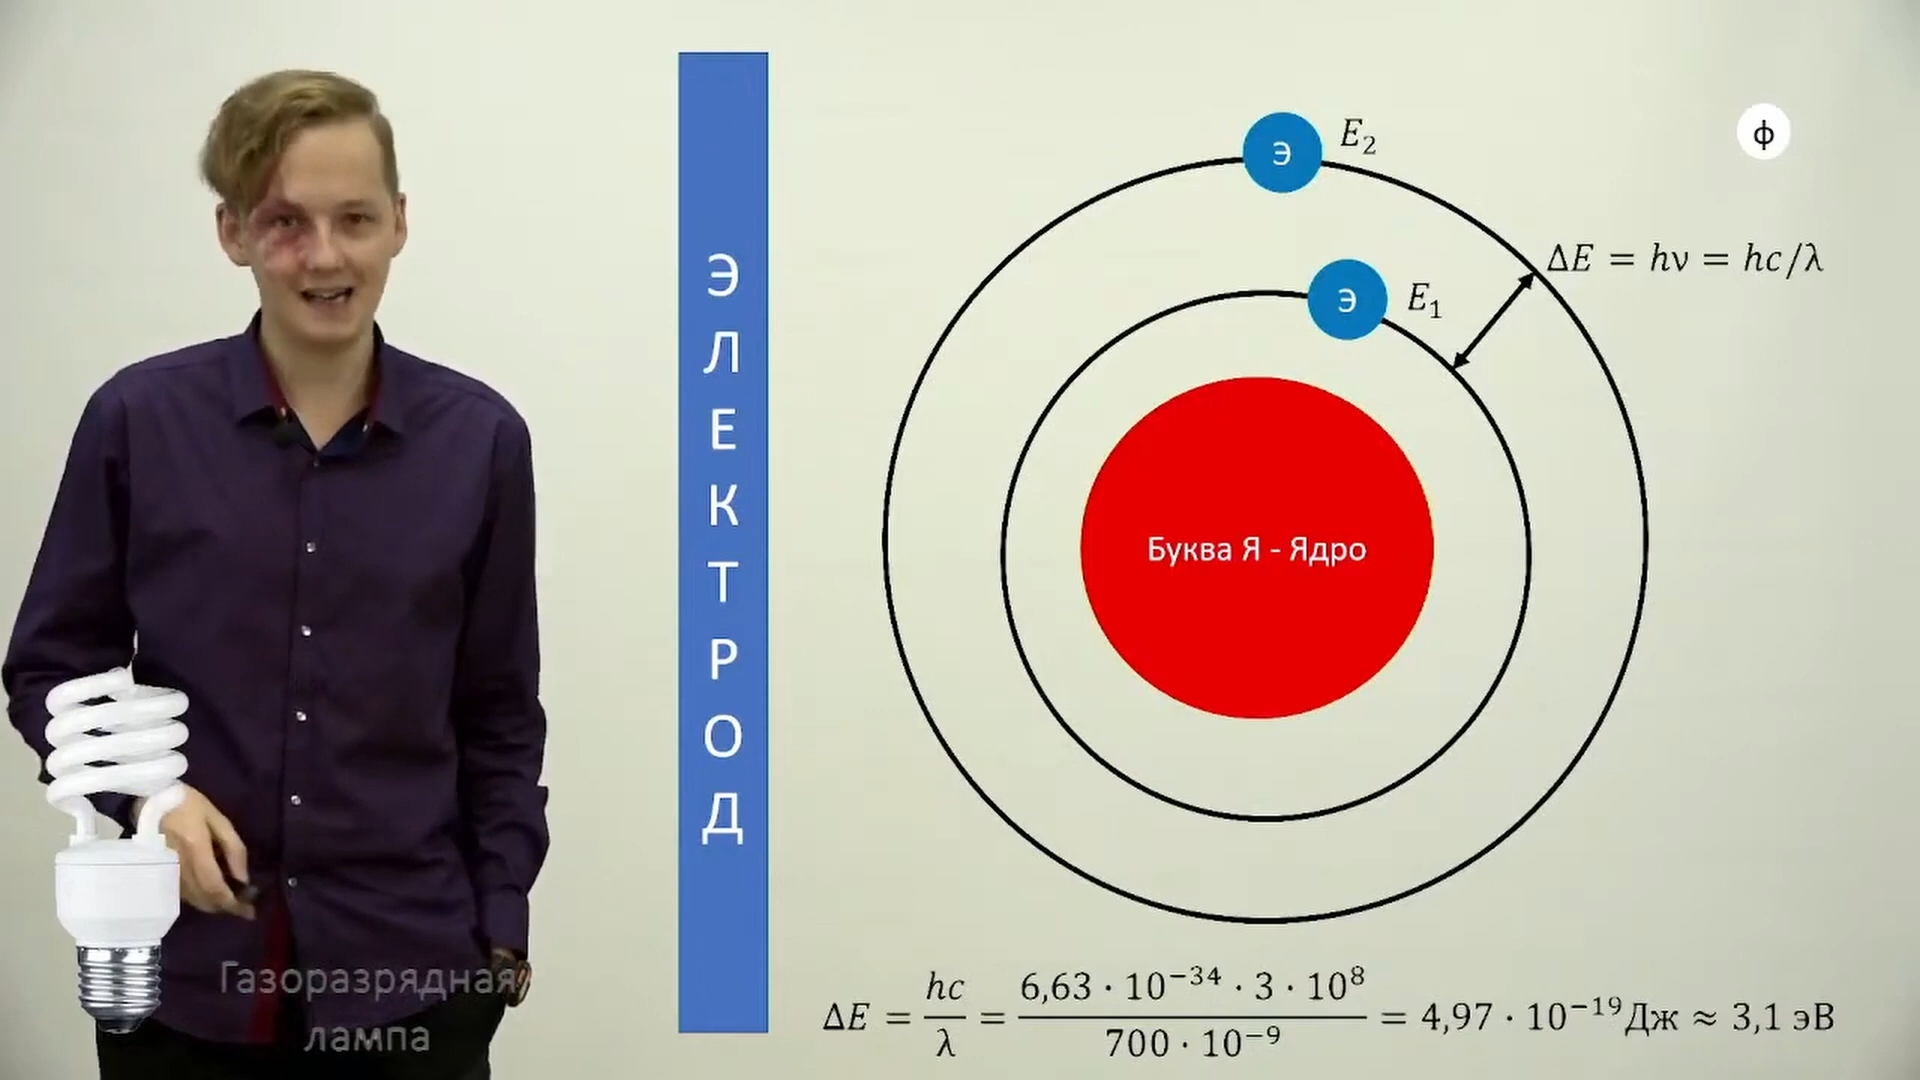 ЭЛЕКТРОД
Э
E₂
ф
ΔE = hν = hc/λ
Э
E₁
Буква Я - Ядро
Газоразрядная
лампа
ΔE = hc/λ = 6,63 · 10⁻³⁴ · 3 · 10⁸ / 700 · 10⁻⁹ = 4,97 · 10⁻¹⁹Дж ≈ 3,1 эВ